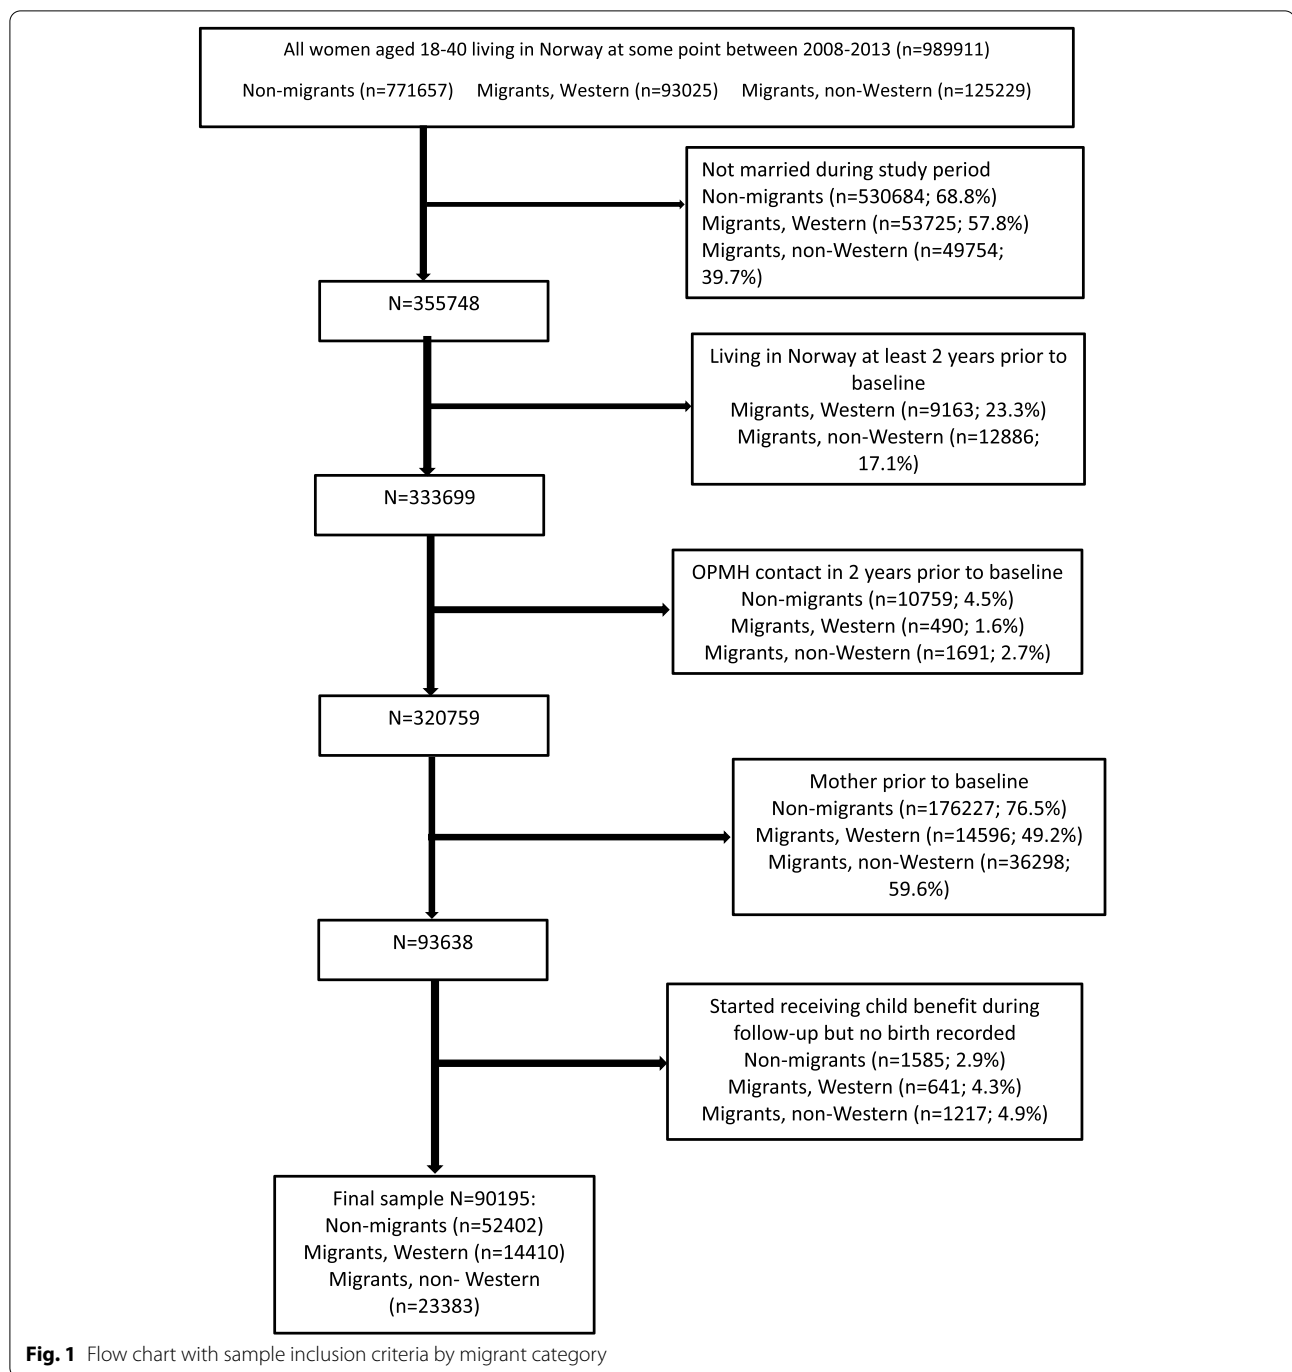 All women aged 18-40 living in Norway at some point between 2008-2013 (n=989911)
Non-migrants (n=771657) Migrants, Western (n=93025) Migrants, non-Western (n=125229)
Not married during study period
Non-migrants (n=530684; 68.8%)
Migrants, Western (n=53725; 57.8%)
Migrants, non-Western (n=49754;
39.7%)
N=355748
Living in Norway at least 2 years prior to
baseline
Migrants, Western (n=9163; 23.3%)
Migrants, non-Western (n=12886;
17.1%)
N=333699
OPMH contact in 2 years prior to baseline
Non-migrants (n=10759; 4.5%)
Migrants, Western (n=490; 1.6%)
Migrants, non-Western (n=1691; 2.7%)
N=320759
Mother prior to baseline
Non-migrants (n=176227; 76.5%)
Migrants, Western (n=14596; 49.2%)
Migrants, non-Western (n=36298;
59.6%)
N=93638
Started receiving child benefit during
follow-up but no birth recorded
Non-migrants (n=1585; 2.9%)
Migrants, Western (n=641; 4.3%)
Migrants, non-Western (n=1217; 4.9%)
Final sample N=90195:
Non-migrants (n=52402)
Migrants, Western (n=14410)
Migrants, non- Western
(n=23383)
Fig. 1 Flow chart with sample inclusion criteria by migrant category